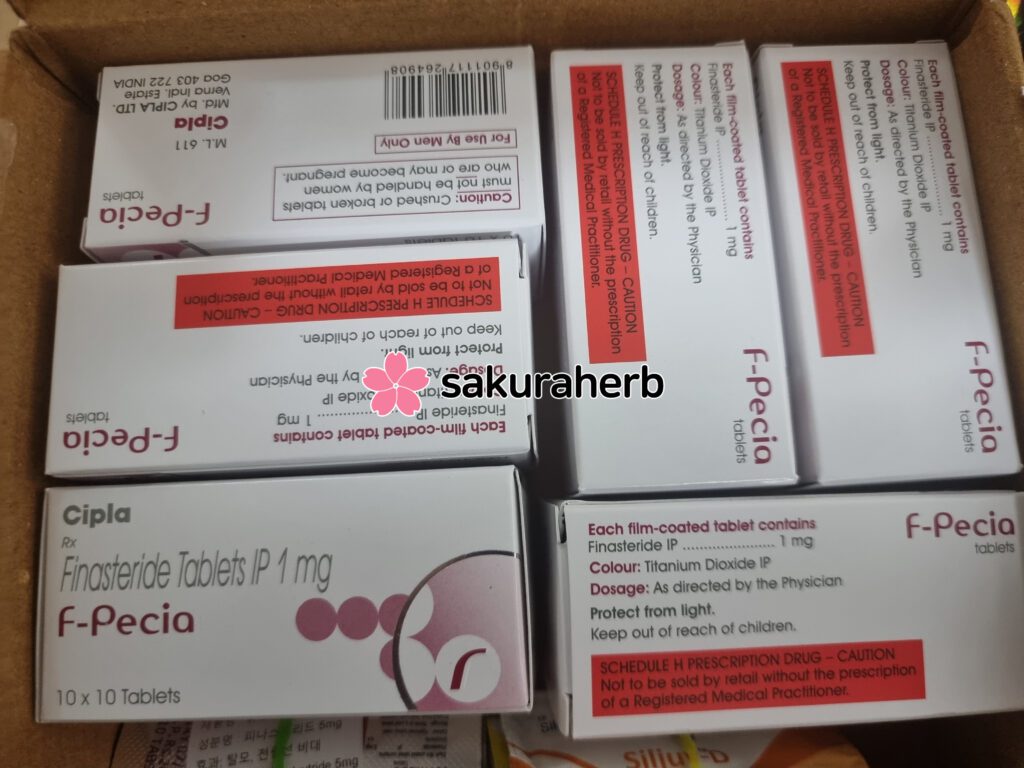 8 901117 264908
For Use By Men Only
Caution: Crushed or broken tablets
must not be handled by women
who are or may become pregnant.
F-Pecia
tablets
M.L. 611
Cipla
Mfd. by CIPLA LTD.
Verna Indl. Estate
Goa 403 722 INDIA
Each film-coated tablet contains
Finasteride IP .................... 1 mg
Colour: Titanium Dioxide IP
Dosage: As directed by the Physician
Protect from light.
Keep out of reach of children.
SCHEDULE H PRESCRIPTION DRUG – CAUTION
Not to be sold by retail without the prescription
of a Registered Medical Practitioner.
F-Pecia
tablets
Each film-coated tablet contains
Finasteride IP .................... 1 mg
Colour: Titanium Dioxide IP
Dosage: As directed by the Physician
Protect from light.
Keep out of reach of children.
SCHEDULE H PRESCRIPTION DRUG – CAUTION
Not to be sold by retail without the prescription
of a Registered Medical Practitioner.
F-Pecia
tablets
Each film-coated tablet contains
Finasteride IP .................... 1 mg
oxide IP
Dosage: As by the Physician
Protect from light.
Keep out of reach of children.
SCHEDULE H PRESCRIPTION DRUG – CAUTION
Not to be sold by retail without the prescription
of a Registered Medical Practitioner.
F-Pecia
tablets
sakuraherb
Cipla
Rx
Finasteride Tablets IP 1 mg
F-Pecia
10 x 10 Tablets
Each film-coated tablet contains
Finasteride IP ...................... 1 mg
Colour: Titanium Dioxide IP
Dosage: As directed by the Physician
Protect from light.
Keep out of reach of children.
SCHEDULE H PRESCRIPTION DRUG – CAUTION
Not to be sold by retail without the prescription
of a Registered Medical Practitioner.
F-Pecia
tablets